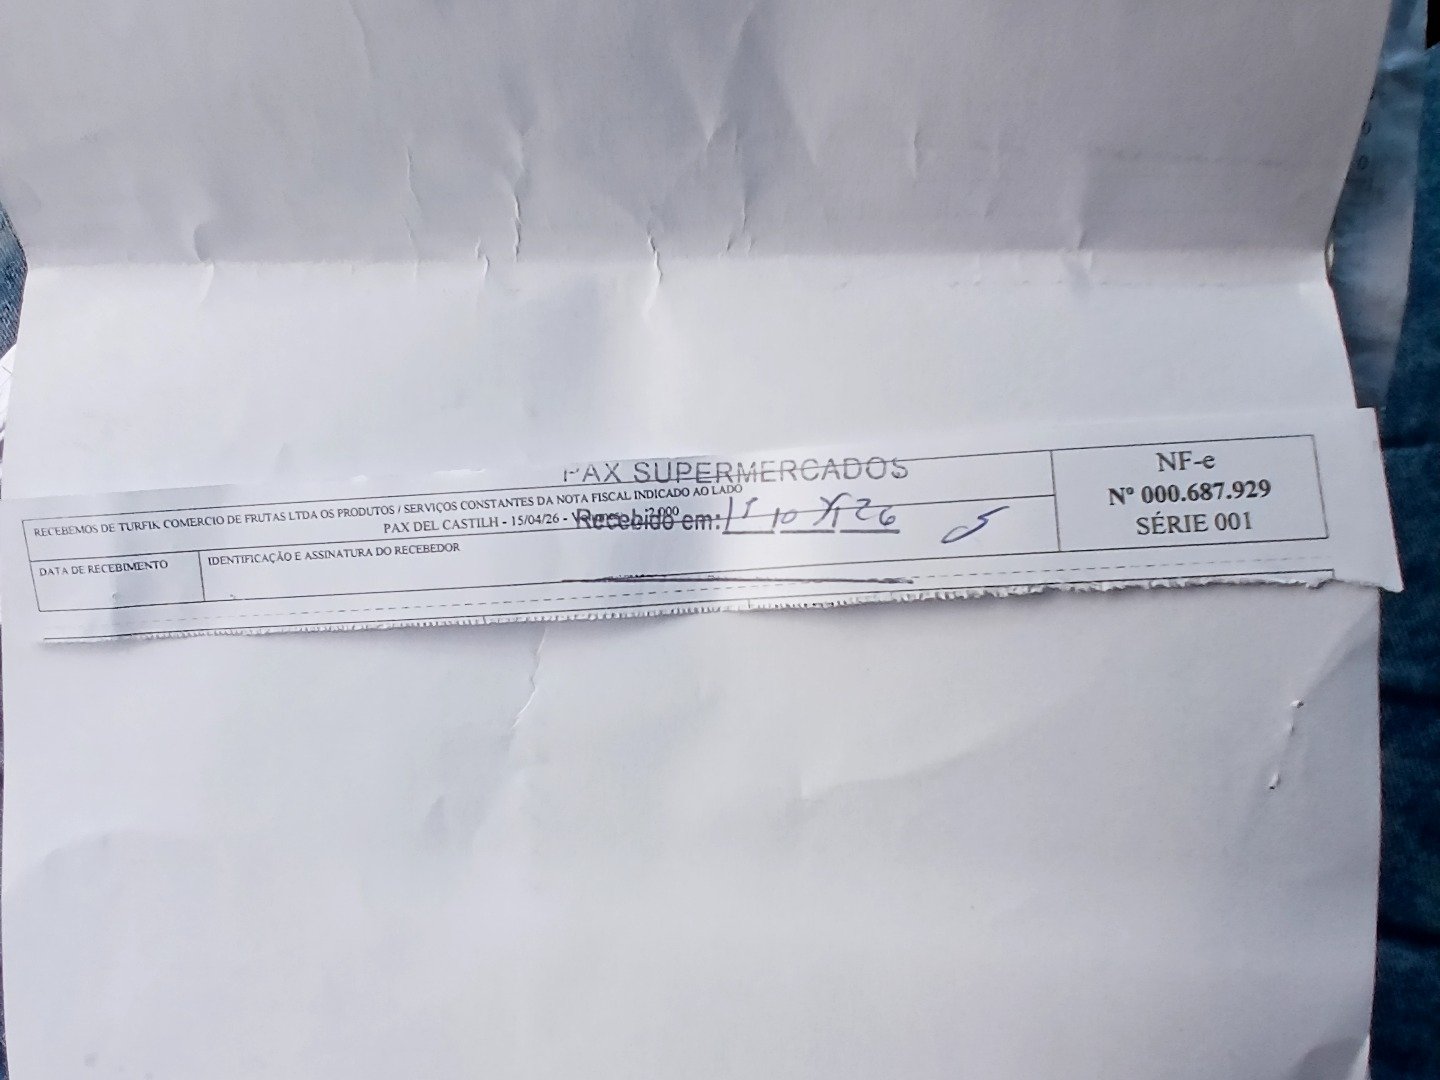 PAX SUPERMERCADOS
RECEBEMOS DE TURFIK COMERCIO DE FRUTAS LTDA OS PRODUTOS / SERVIÇOS CONSTANTES DA NOTA FISCAL INDICADO AO LADO
PAX DEL CASTILH - 15/04/26 -
Recebido em: 15
26
DATA DE RECEBIMENTO
IDENTIFICAÇÃO E ASSINATURA DO RECEBEDOR
NF-e
Nº 000.687.929
SÉRIE 001